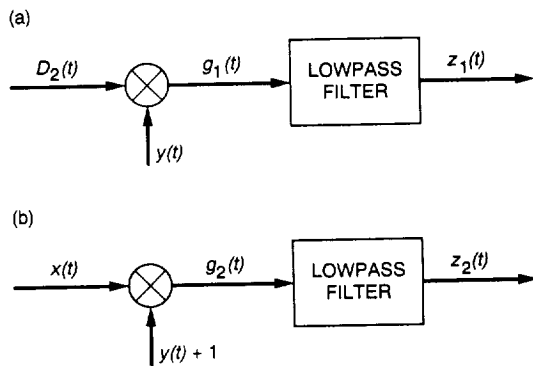 (a)
D₂(t)
g₁(t)
LOWPASS
FILTER
z₁(t)
y(t)
(b)
x(t)
g₂(t)
LOWPASS
FILTER
z₂(t)
y(t) + 1